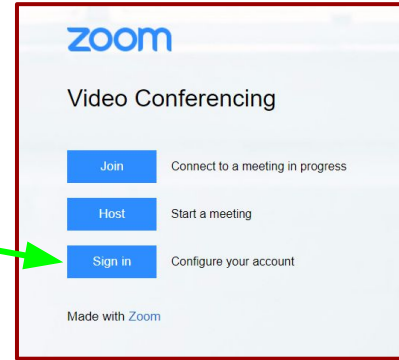 zoom
Video Conferencing
Join Connect to a meeting in progress
Host Start a meeting
Sign in Configure your account
Made with Zoom